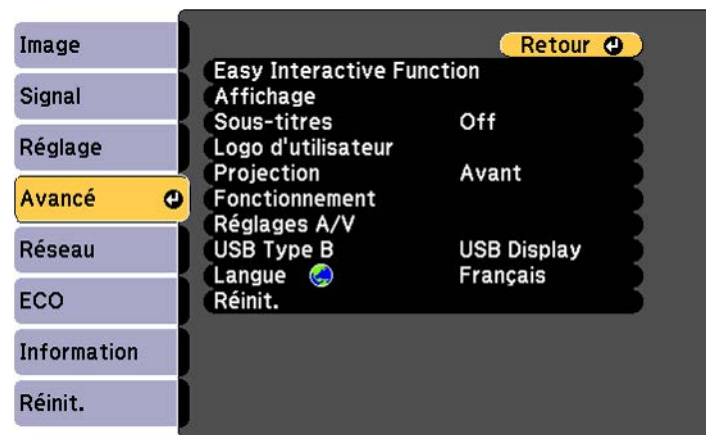 Image
Signal
Réglage
Avancé
Réseau
ECO
Information
Réinit.
Retour
Easy Interactive Function
Affichage
Sous-titres Off
Logo d'utilisateur
Projection Avant
Fonctionnement
Réglages A/V
USB Type B USB Display
Langue Français
Réinit.